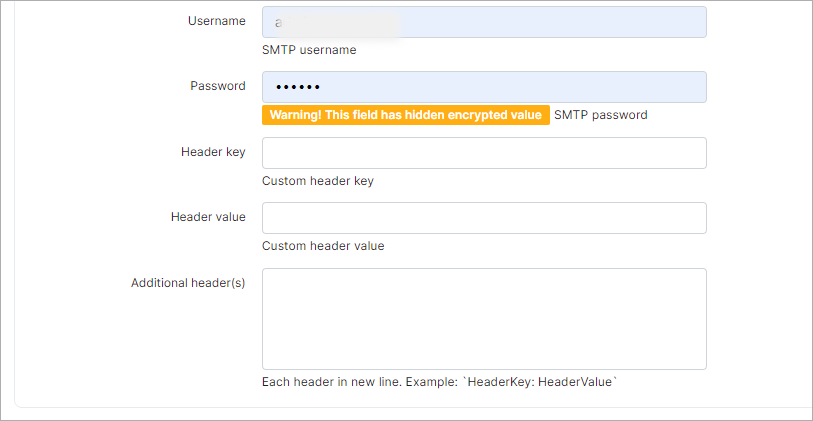 Username
a
SMTP username
Password
••••••
Warning! This field has hidden encrypted value SMTP password
Header key
Custom header key
Header value
Custom header value
Additional header(s)
Each header in new line. Example: `HeaderKey: HeaderValue`